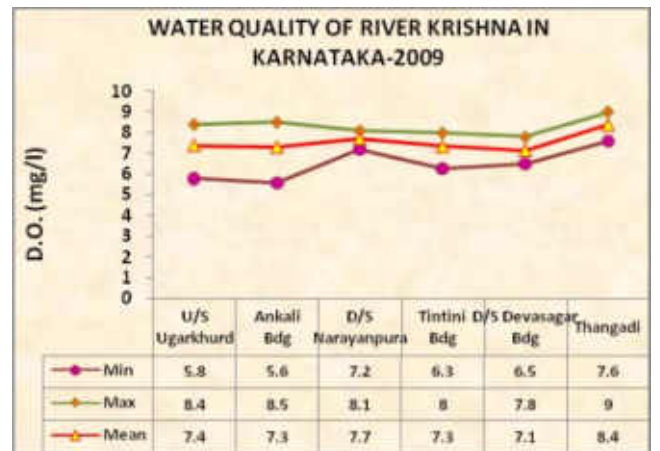 WATER QUALITY OF RIVER KRISHNA IN
KARNATAKA-2009
D.O. (mg/l)
10
9
8
7
6
5
4
3
2
1
0
U/S Ugarkhurd
Ankali Bdg
D/S Narayanpura
Tintini Bdg
D/S Devasagar Bdg
Thangadi
Min 5.8 5.6 7.2 6.3 6.5 7.6
Max 8.4 8.5 8.1 8 7.8 9
Mean 7.4 7.3 7.7 7.3 7.1 8.4